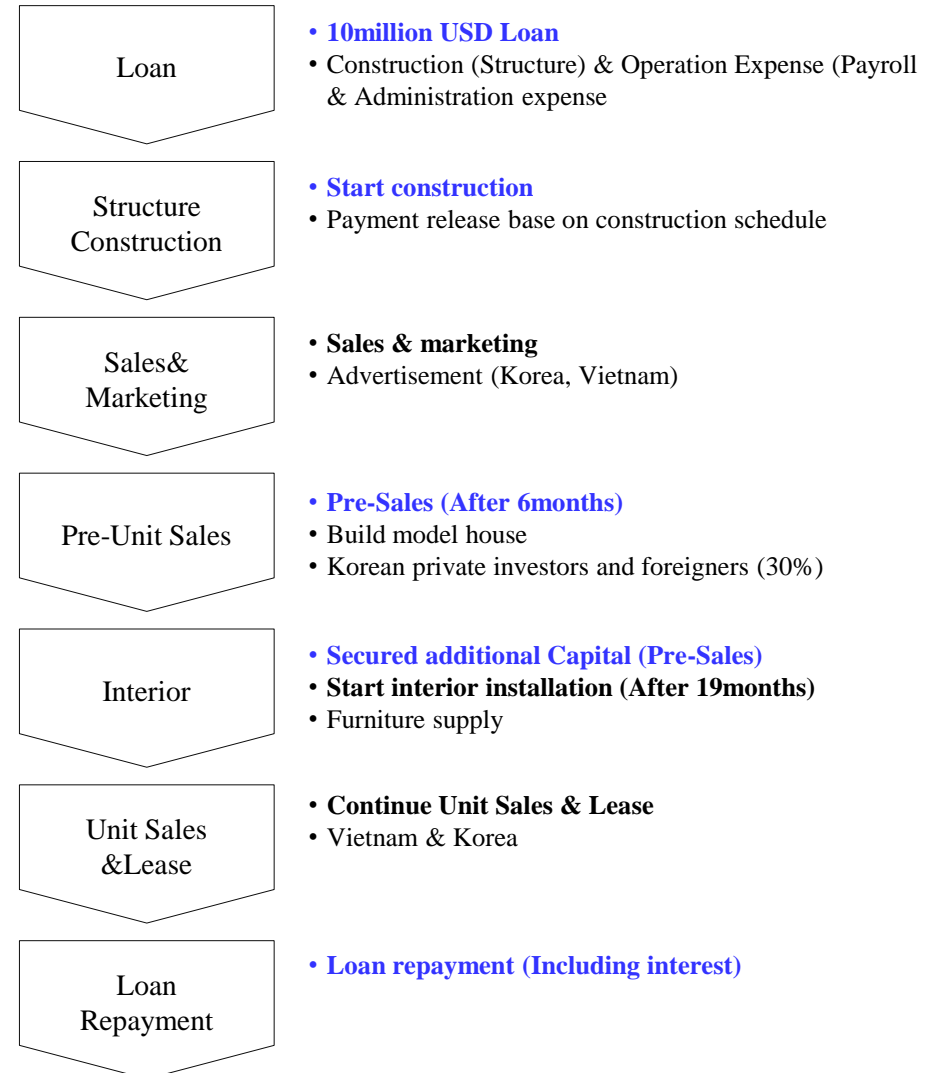 Loan
• 10million USD Loan
• Construction (Structure) & Operation Expense (Payroll
& Administration expense
Structure
Construction
• Start construction
• Payment release base on construction schedule
Sales&
Marketing
• Sales & marketing
• Advertisement (Korea, Vietnam)
Pre-Unit Sales
• Pre-Sales (After 6months)
• Build model house
• Korean private investors and foreigners (30%)
Interior
• Secured additional Capital (Pre-Sales)
• Start interior installation (After 19months)
• Furniture supply
Unit Sales
&Lease
• Continue Unit Sales & Lease
• Vietnam & Korea
Loan
Repayment
• Loan repayment (Including interest)